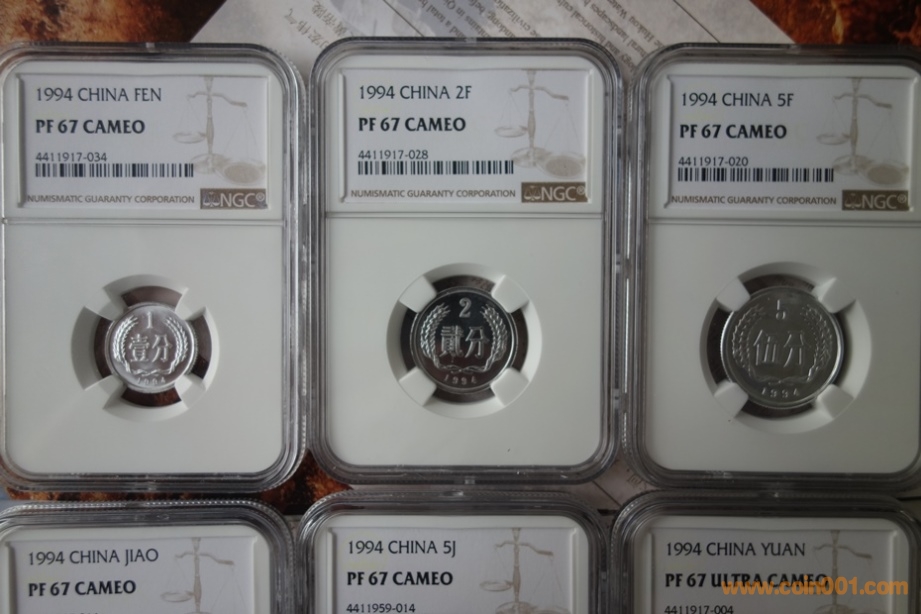 1994 CHINA FEN
PF 67 CAMEO
4411917-034
NUMISMATIC GUARANTY CORPORATION NGC®
1994 CHINA 2F
PF 67 CAMEO
4411917-028
NUMISMATIC GUARANTY CORPORATION NGC®
1994 CHINA 5F
PF 67 CAMEO
4411917-020
NUMISMATIC GUARANTY CORPORATION NGC®
1
壹分
1994
2
贰分
1994
5
伍分
1994
1994 CHINA JIAO
PF 67 CAMEO
1994 CHINA 5J
PF 67 CAMEO
4411959-014
1994 CHINA YUAN
PF 67 ULTRA CAMEO
4411917-004
www.coin001.com